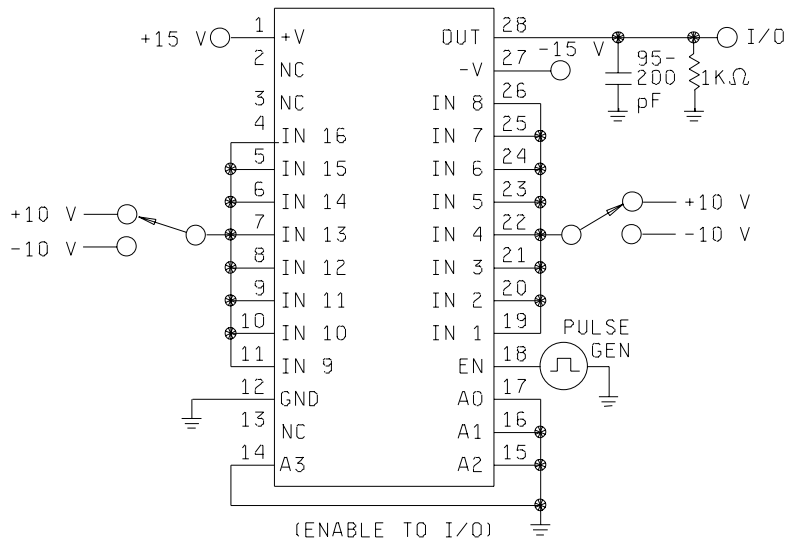 1 28
+15 V +V OUT I/O
-15 V
2 27
NC -V
95-
200
pF
1KΩ
3 26
NC IN 8
4 25
IN 16 IN 7
5 24
IN 15 IN 6
6 23
IN 14 IN 5
+10 V +10 V
7 22
IN 13 IN 4
-10 V -10 V
8 21
IN 12 IN 3
9 20
IN 11 IN 2
10 19
IN 10 IN 1
PULSE
GEN
11 18
IN 9 EN
12 17
GND A0
13 16
NC A1
14 15
A3 A2
(ENABLE TO I/O)